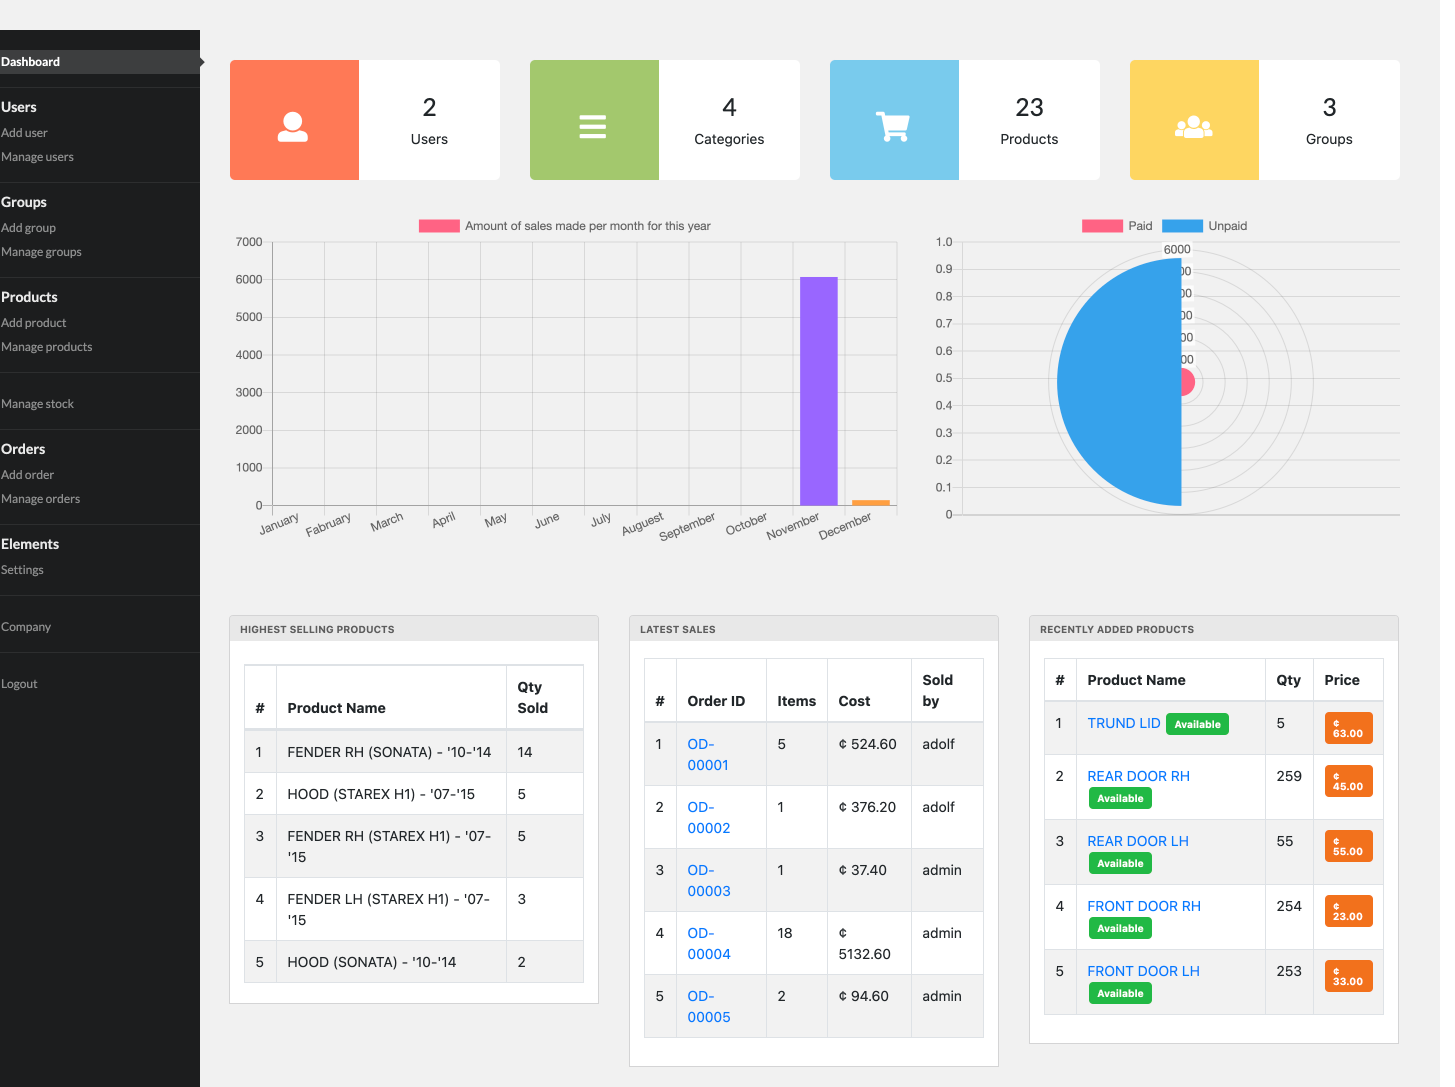 Dashboard
Users
Add user
Manage users
Groups
Add group
Manage groups
Products
Add product
Manage products
Manage stock
Orders
Add order
Manage orders
Elements
Settings
Company
Logout
2
Users
4
Categories
23
Products
3
Groups
Amount of sales made per month for this year
7000
6000
5000
4000
3000
2000
1000
0
January
Fabruary
March
April
May
June
July
Auguest
September
October
November
December
Paid
Unpaid
1.0
0.9
0.8
0.7
0.6
0.5
0.4
0.3
0.2
0.1
0
6000
00
00
00
00
00
HIGHEST SELLING PRODUCTS
# Product Name Qty
Sold
1 FENDER RH (SONATA) - '10-'14 14
2 HOOD (STAREX H1) - '07-'15 5
3 FENDER RH (STAREX H1) - '07- 5
'15
4 FENDER LH (STAREX H1) - '07- 3
'15
5 HOOD (SONATA) - '10-'14 2
LATEST SALES
# Order ID Items Cost Sold
by
1 OD- 5 ¢ 524.60 adolf
00001
2 OD- 1 ¢ 376.20 adolf
00002
3 OD- 1 ¢ 37.40 admin
00003
4 OD- 18 ¢ admin
00004 5132.60
5 OD- 2 ¢ 94.60 admin
00005
RECENTLY ADDED PRODUCTS
# Product Name Qty Price
1 TRUND LID Available 5 ¢
63.00
2 REAR DOOR RH 259 ¢
45.00
Available
3 REAR DOOR LH 55 ¢
55.00
Available
4 FRONT DOOR RH 254 ¢
23.00
Available
5 FRONT DOOR LH 253 ¢
33.00
Available